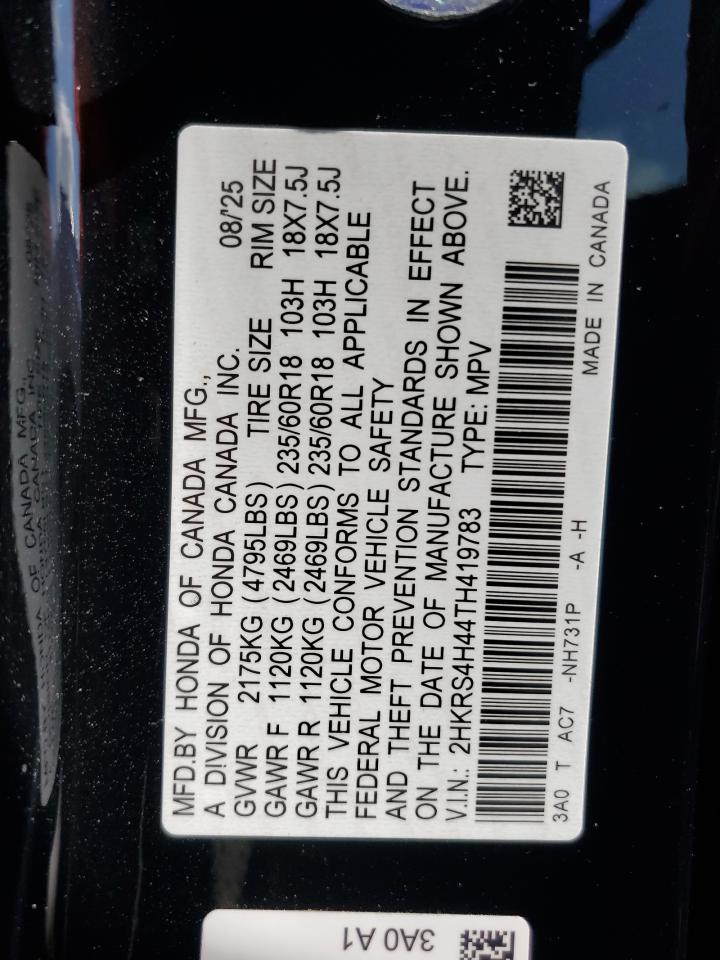 MFD.BY HONDA OF CANADA MFG.,
A DIVISION OF HONDA CANADA INC. 08/'25
GVWR 2175KG (4795LBS) TIRE SIZE RIM SIZE
GAWR F 1120KG (2469LBS) 235/60R18 103H 18X7.5J
GAWR R 1120KG (2469LBS) 235/60R18 103H 18X7.5J
THIS VEHICLE CONFORMS TO ALL APPLICABLE
FEDERAL MOTOR VEHICLE SAFETY
AND THEFT PREVENTION STANDARDS IN EFFECT
ON THE DATE OF MANUFACTURE SHOWN ABOVE.
V.I.N.: 2HKRS4H44TH419783 TYPE: MPV
3A0 T AC7 -NH731P -A -H
MADE IN CANADA
3A0 A1